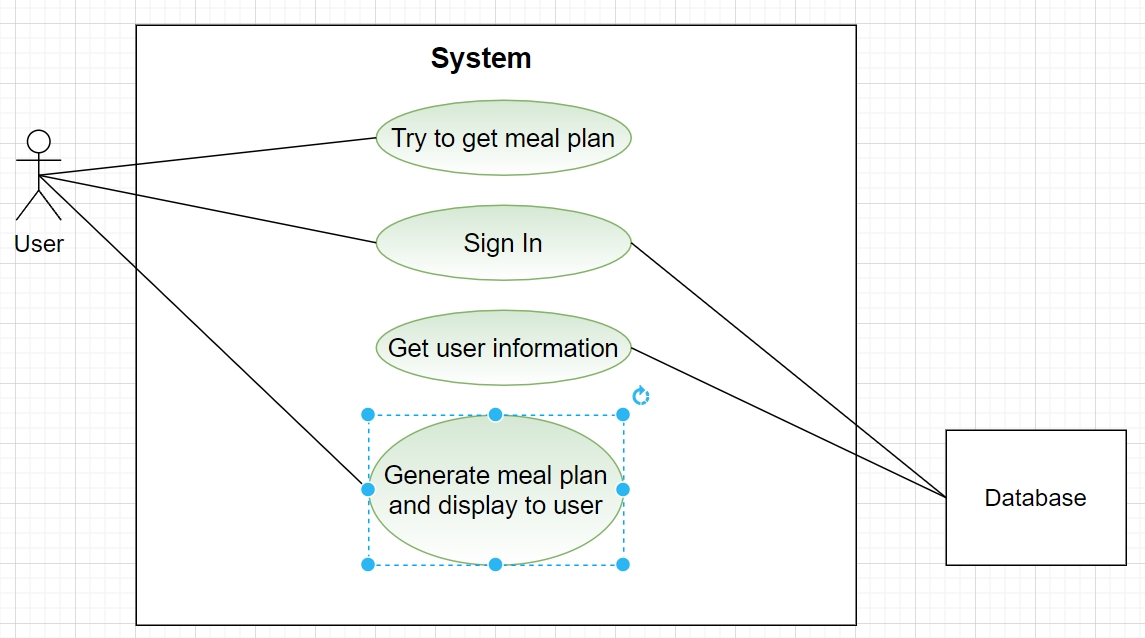 System
Try to get meal plan
User
Sign In
Get user information
Generate meal plan
and display to user
Database